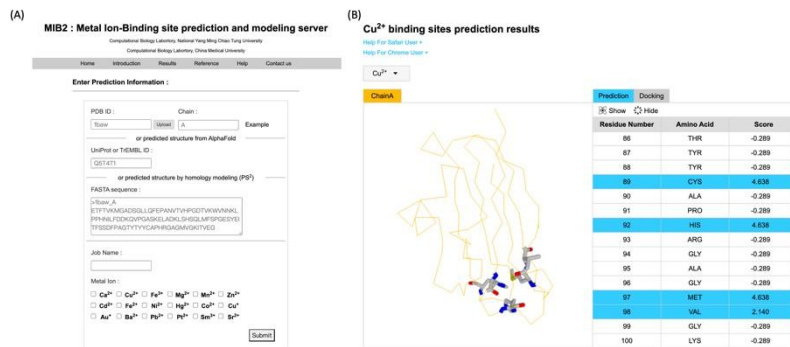 (A)
MIB2 : Metal Ion-Binding site prediction and modeling server
Computational Biology Labortory, National Yang Ming Chiao Tung University
Computational Biology Labortory, China Medical University
Home Introduction Results Reference Help Contact us
Enter Prediction Information :
PDB ID : Chain :
1baw Upload A Example
or predicted structure from AlphaFold
UniProt or TrEMBL ID :
Q5T4T1
or predicted structure by homology modeling (PS²)
FASTA sequence :
>1baw_A
ETFTVKMGADSGLLQFEPANVTVHPGDTVKWVNNKL
PPHNILFDDKQVPGASKELADKLSHSQLMFSPGESYEI
TFSSDFPAGTYTYYCAPHRGAGMVGKITVEG
Job Name :
Metal Ion :
Ca²⁺ Cu²⁺ Fe³⁺ Mg²⁺ Mn²⁺ Zn²⁺
Cd²⁺ Fe²⁺ Ni²⁺ Hg²⁺ Co²⁺ Cu⁺
Au⁺ Ba²⁺ Pb²⁺ Pt²⁺ Sm³⁺ Sr²⁺
Submit
(B)
Cu²⁺ binding sites prediction results
Help For Safari User
Help For Chrome User
Cu²⁺
ChainA
Prediction Docking
Show Hide
Residue Number Amino Acid Score
86 THR -0.289
87 TYR -0.289
88 TYR -0.289
89 CYS 4.638
90 ALA -0.289
91 PRO -0.289
92 HIS 4.638
93 ARG -0.289
94 GLY -0.289
95 ALA -0.289
96 GLY -0.289
97 MET 4.638
98 VAL 2.140
99 GLY -0.289
100 LYS -0.289